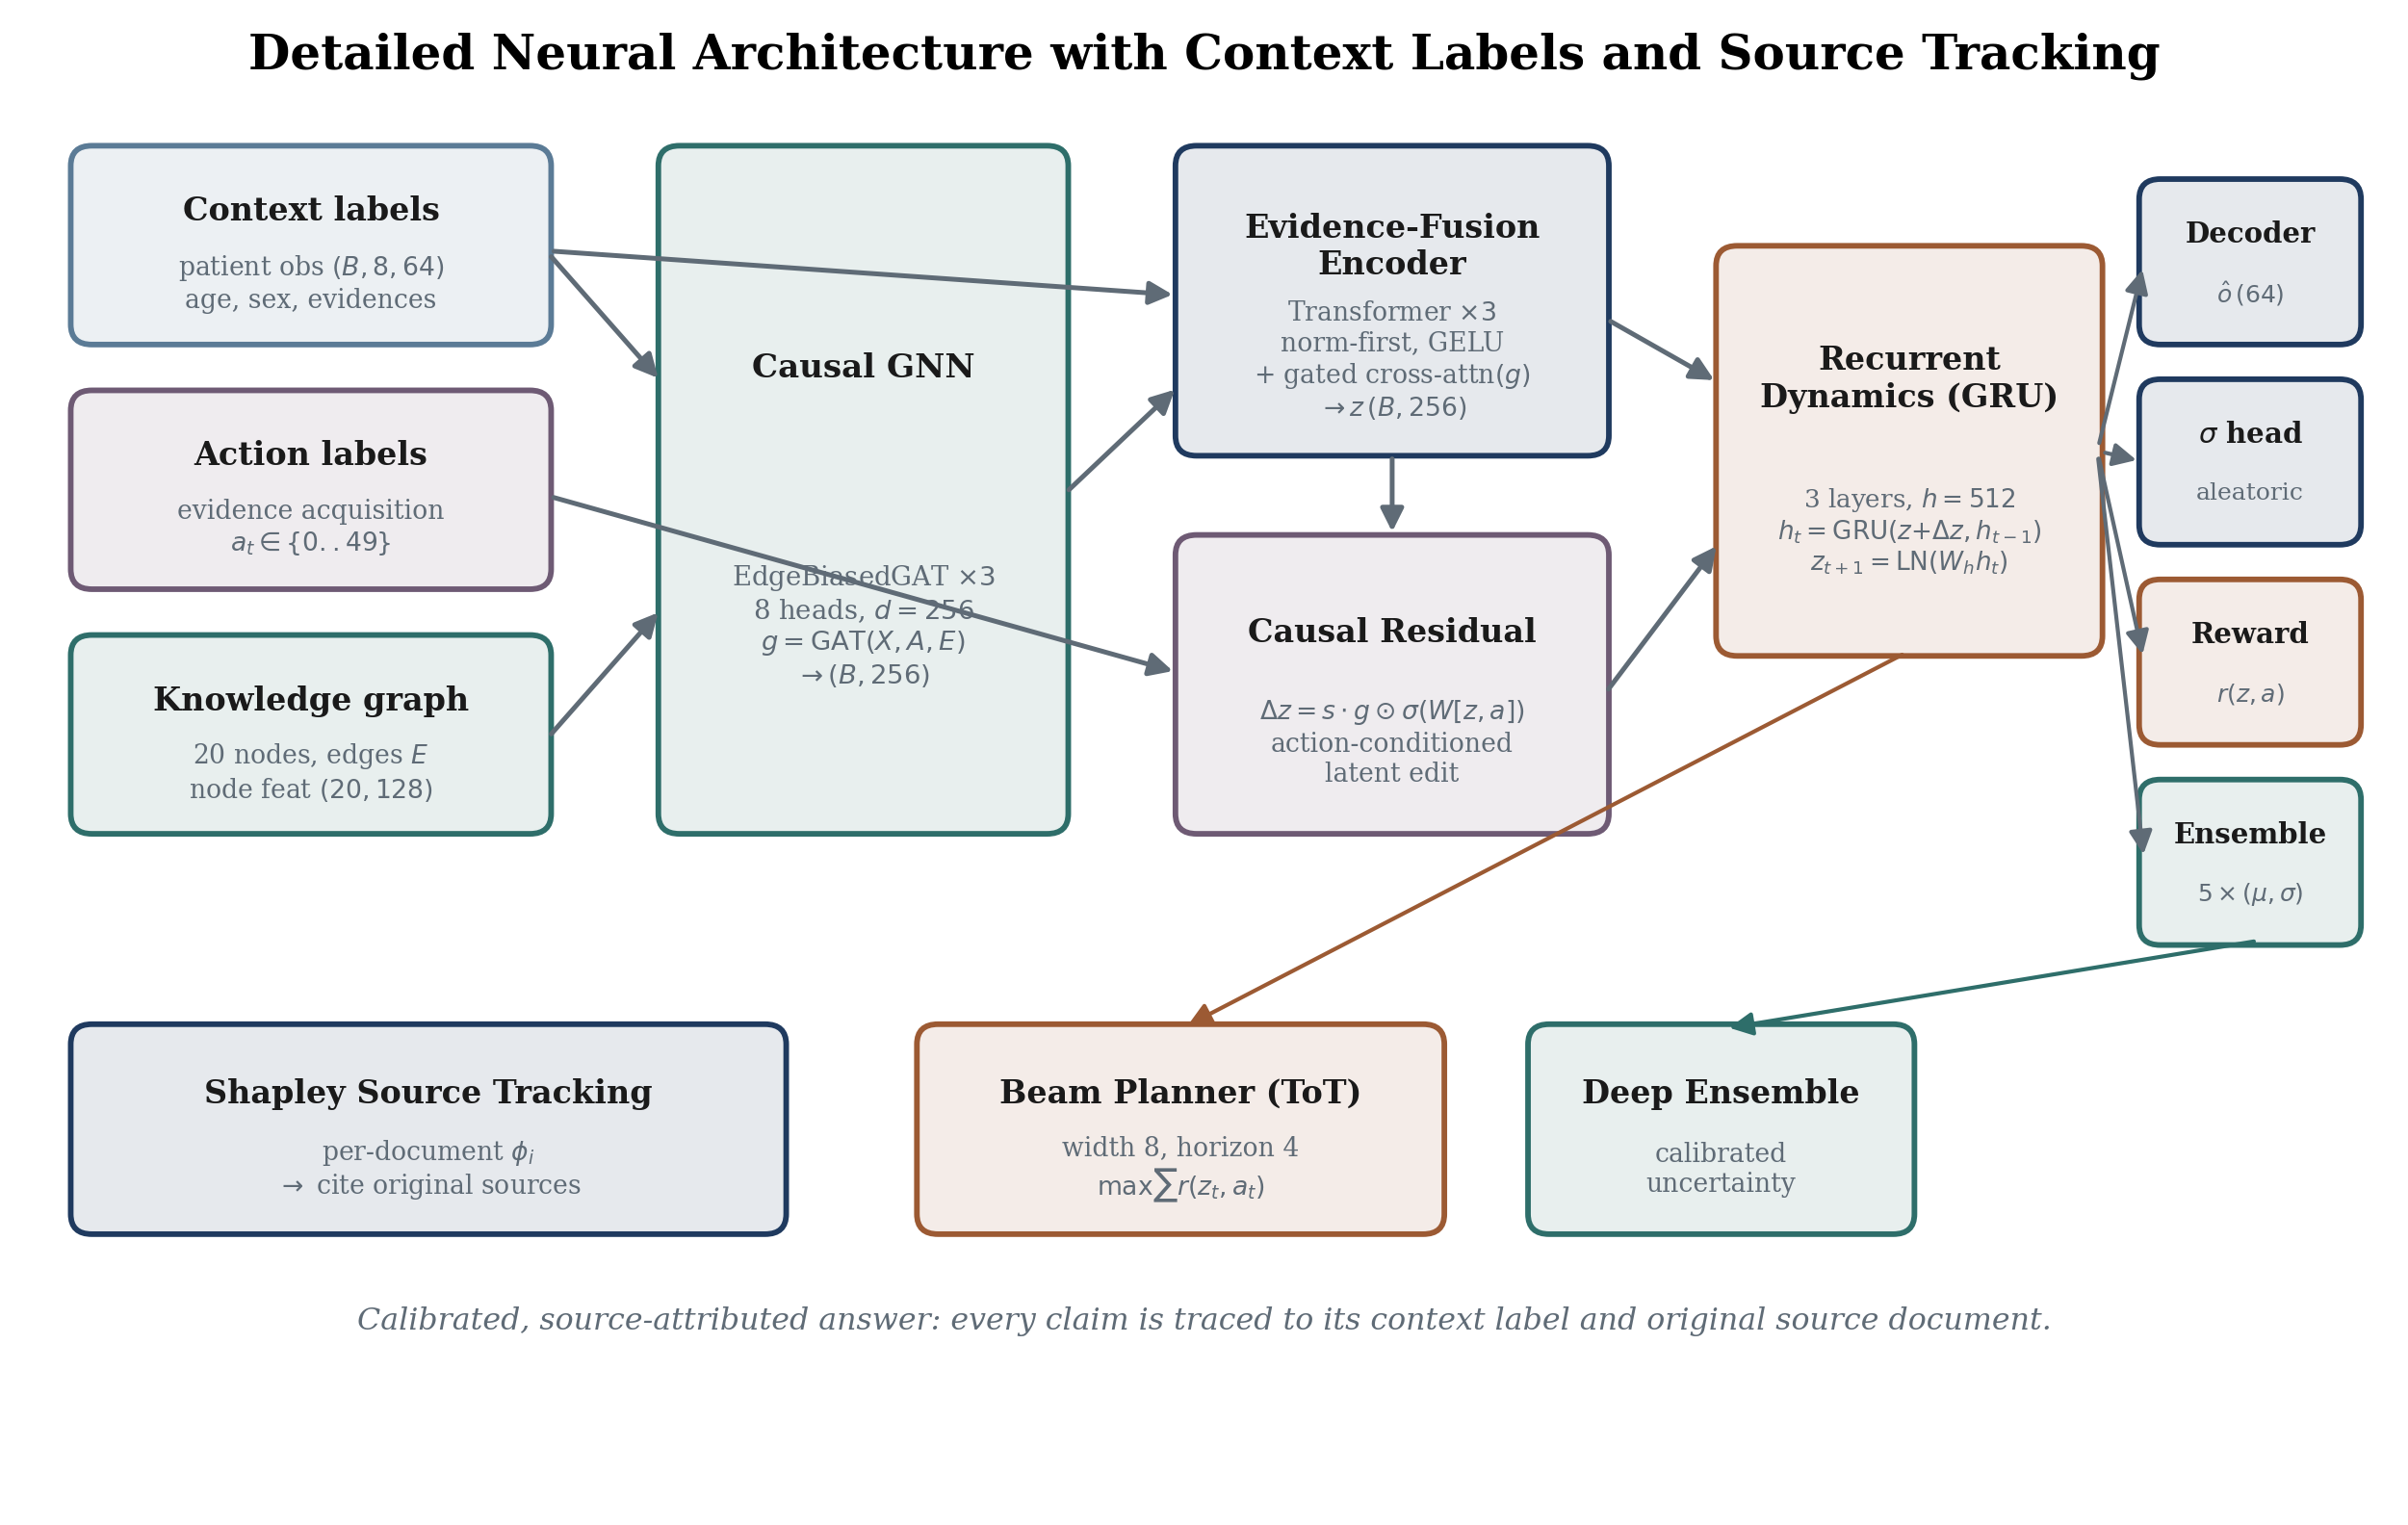 Detailed Neural Architecture with Context Labels and Source Tracking
Context labels
patient obs (B, 8, 64)
age, sex, evidences
Action labels
evidence acquisition
a_t ∈ {0..49}
Knowledge graph
20 nodes, edges E
node feat (20, 128)
Causal GNN
EdgeBiasedGAT ×3
8 heads, d = 256
g = GAT(X, A, E)
→ (B, 256)
Evidence-Fusion
Encoder
Transformer ×3
norm-first, GELU
+ gated cross-attn(g)
→ z (B, 256)
Causal Residual
Δz = s · g ⊙ σ(W[z, a])
action-conditioned
latent edit
Recurrent
Dynamics (GRU)
3 layers, h = 512
h_t = GRU(z+Δz, h_{t−1})
z_{t+1} = LN(W_h h_t)
Decoder
ô (64)
σ head
aleatoric
Reward
r(z, a)
Ensemble
5 × (μ, σ)
Shapley Source Tracking
per-document ϕ_i
→ cite original sources
Beam Planner (ToT)
width 8, horizon 4
max∑r(z_t, a_t)
Deep Ensemble
calibrated
uncertainty
Calibrated, source-attributed answer: every claim is traced to its context label and original source document.